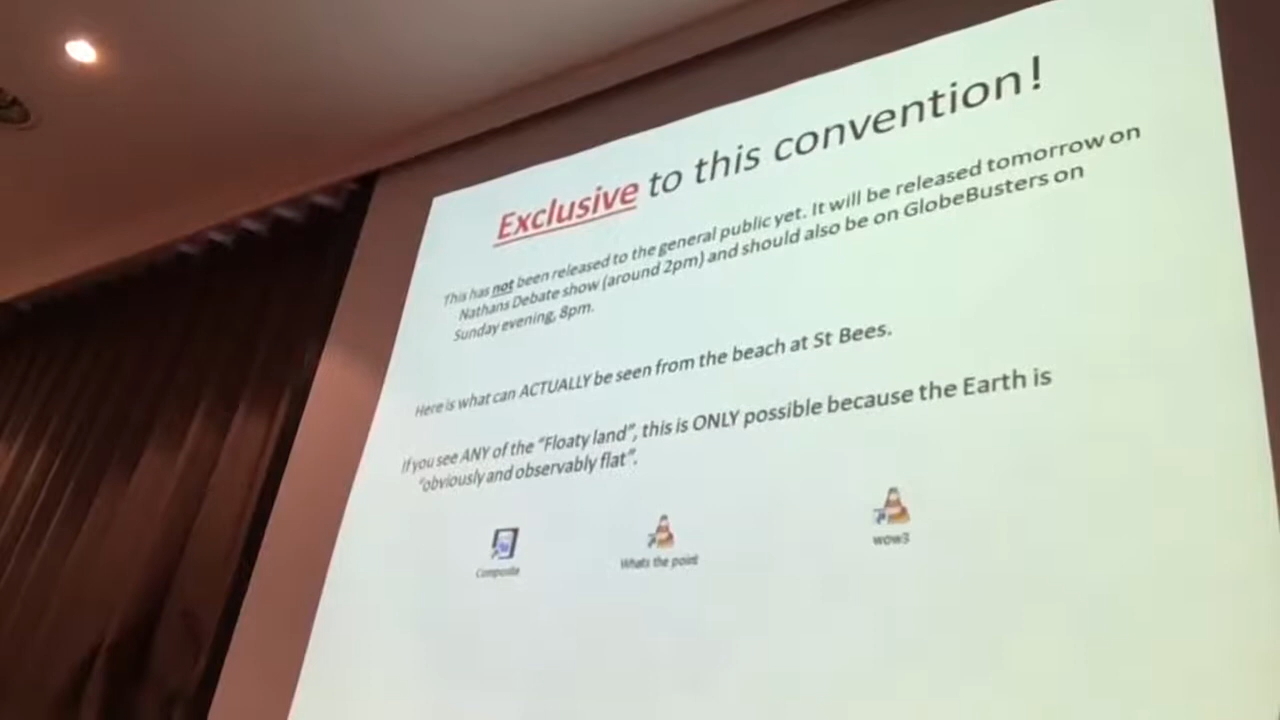 Exclusive to this convention!
This has not been released to the general public yet. It will be released tomorrow on
Nathans Debate show (around 2pm) and should also be on GlobeBusters on
Sunday evening, 8pm.
Here is what can ACTUALLY be seen from the beach at St Bees.
If you see ANY of the "Floaty land", this is ONLY possible because the Earth is
"obviously and observably flat".
Composite
Whats the point
wow3